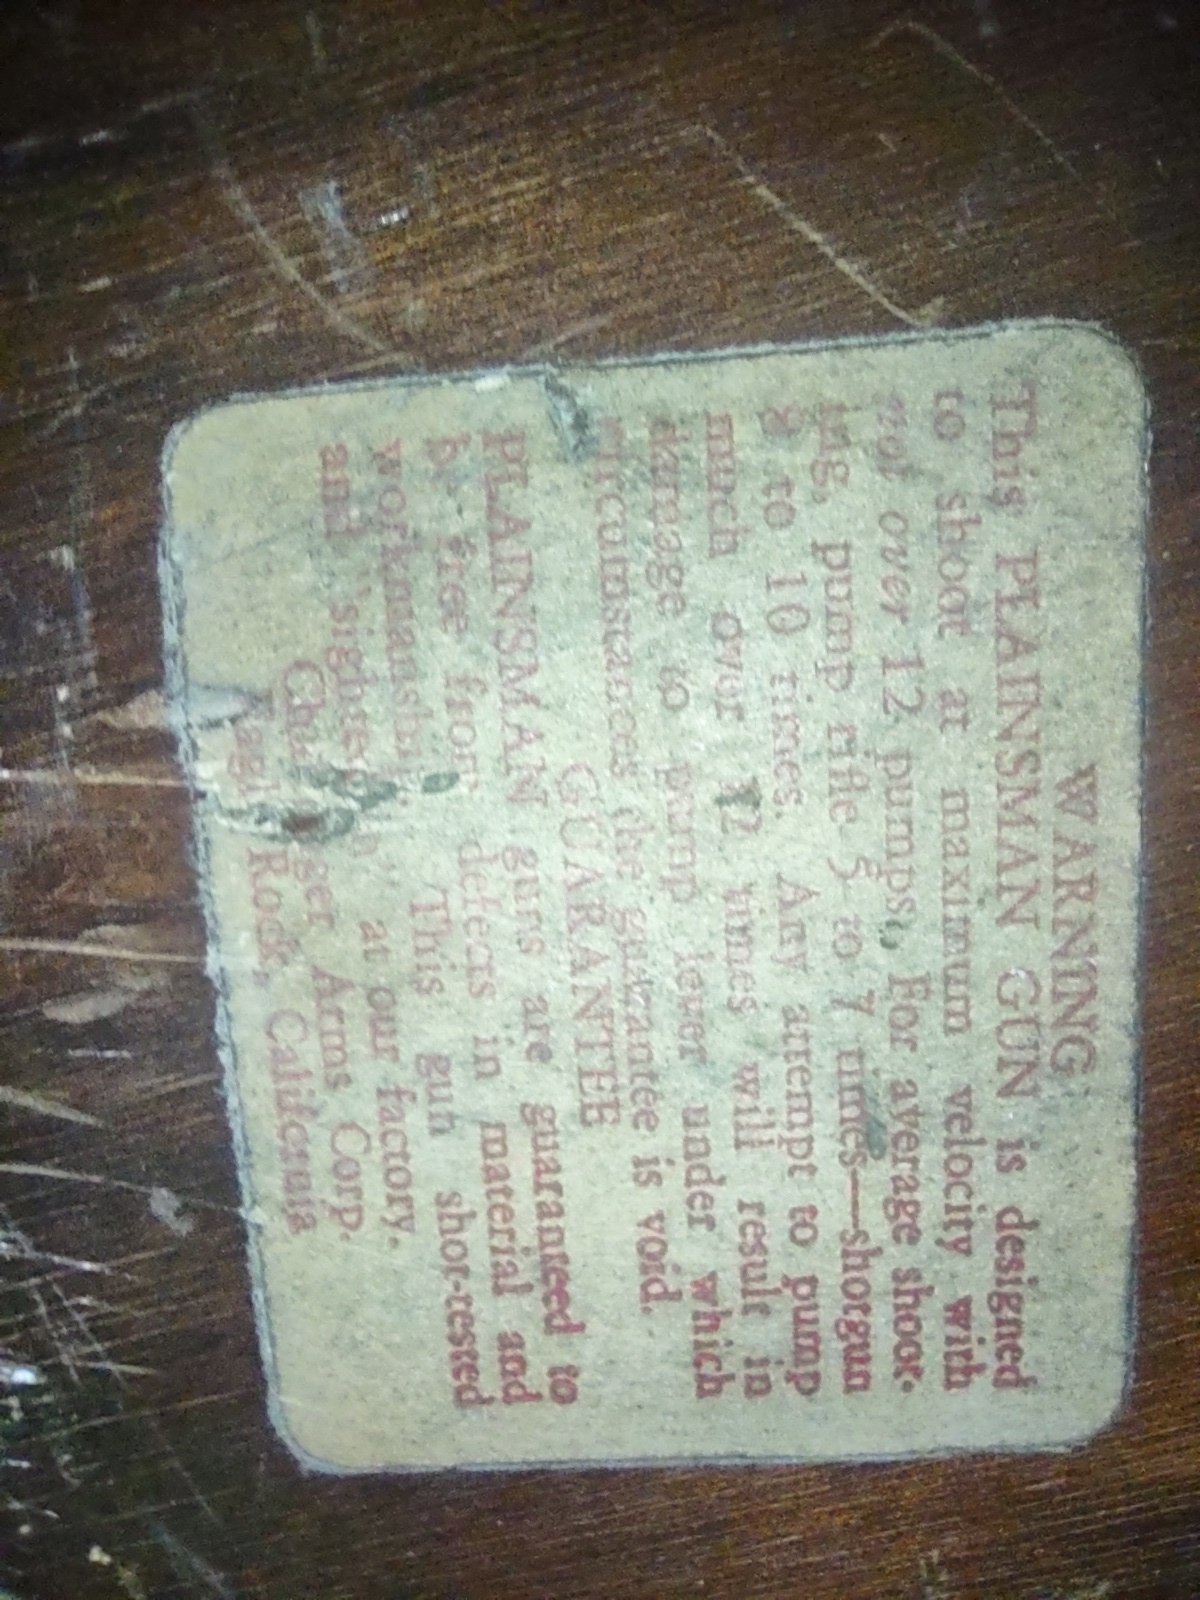 WARNING
This PLAINSMAN GUN is designed
to shoot at maximum velocity with
not over 12 pumps. For average shoot-
ing, pump rifle 5 to 7 times—shotgun
8 to 10 times. Any attempt to pump
much over 12 times will result in
damage to pump lever under which
circumstances the guarantee is void.
GUARANTEE
PLAINSMAN guns are guaranteed to
be free from defects in material and
workmanship. This gun shot-tested
and sighted at our factory.
Arms Corp.
Rock, California